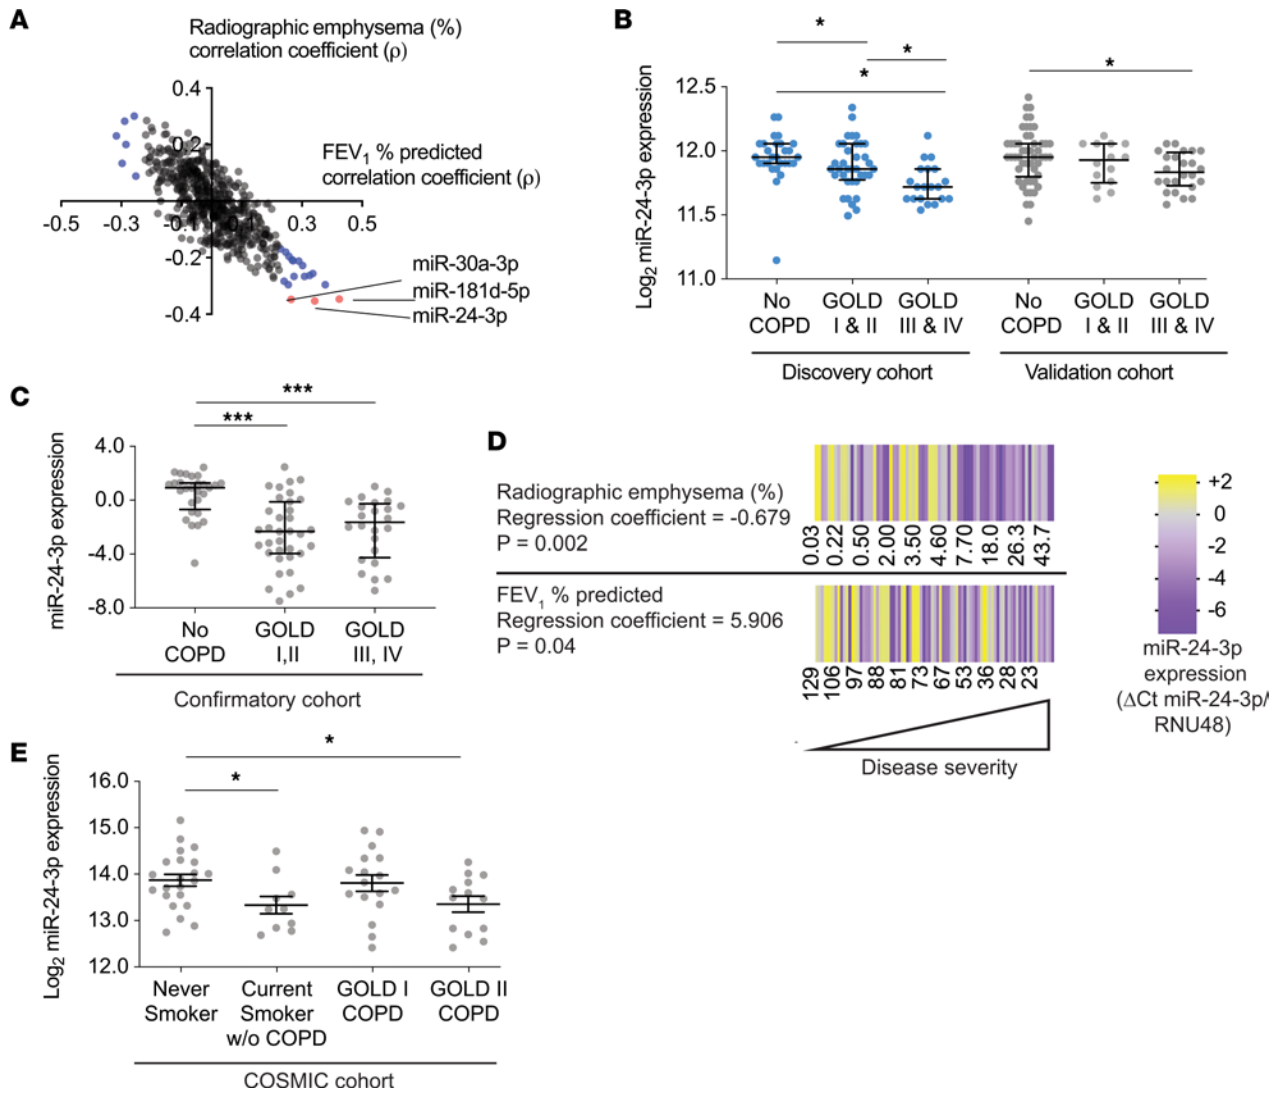 A
Radiographic emphysema (%)
correlation coefficient (ρ)
0.4
0.2
FEV1 % predicted
correlation coefficient (ρ)
-0.5 -0.3 -0.1 0.1 0.3 0.5
-0.2
-0.4
miR-30a-3p
miR-181d-5p
miR-24-3p
B
* * * *
Log2 miR-24-3p expression
12.5
12.0
11.5
11.0
No GOLD GOLD No GOLD GOLD
COPD I & II III & IV COPD I & II III & IV
Discovery cohort Validation cohort
C
***
***
miR-24-3p expression
4.0
0.0
-4.0
-8.0
No GOLD GOLD
COPD I,II III, IV
Confirmatory cohort
D
Radiographic emphysema (%)
Regression coefficient = -0.679
P = 0.002
0.03 0.22 0.50 2.00 3.50 4.60 7.70 18.0 26.3 43.7
FEV1 % predicted
Regression coefficient = 5.906
P = 0.04
129 106 97 88 81 73 67 53 36 28 23
Disease severity
+2
0
-2
-4
-6
miR-24-3p
expression
(ΔCt miR-24-3p/
RNU48)
E
*
*
Log2 miR-24-3p expression
16.0
15.0
14.0
13.0
12.0
Never Current GOLD I GOLD II
Smoker Smoker COPD COPD
w/o COPD
COSMIC cohort